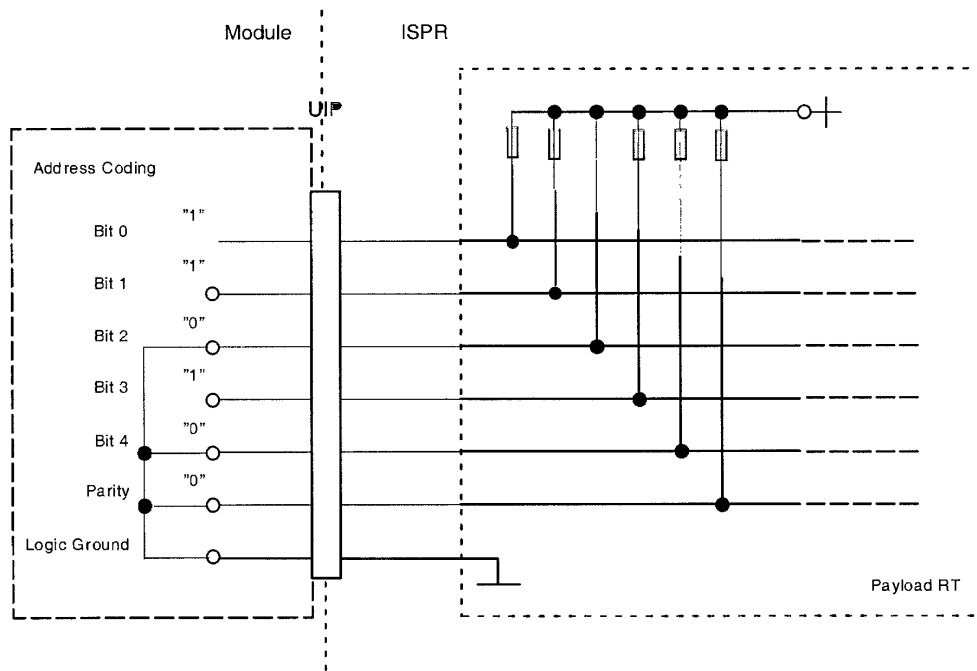 Module
ISPR
UIP
Address Coding
Bit 0 "1"
Bit 1 "1"
Bit 2 "0"
Bit 3 "1"
Bit 4 "0"
Parity "0"
Logic Ground
Payload RT